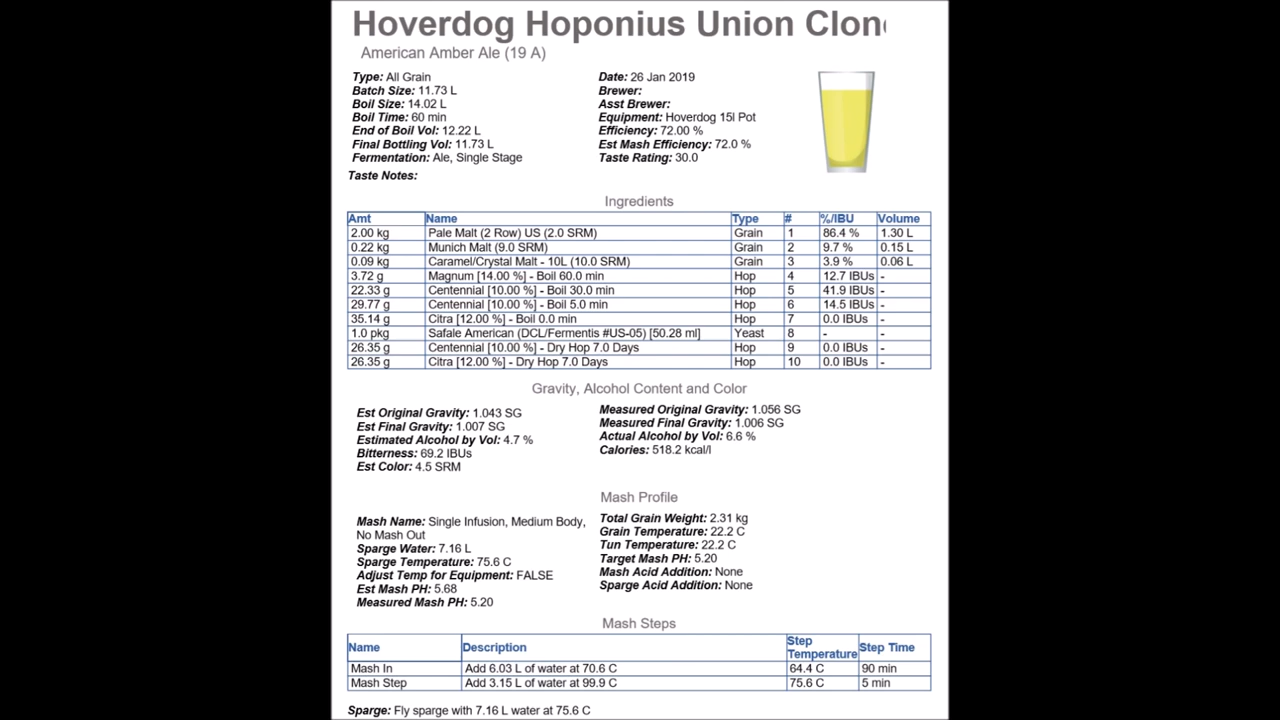 Hoverdog Hoponius Union Clon
American Amber Ale (19 A)
Type: All Grain
Batch Size: 11.73 L
Boil Size: 14.02 L
Boil Time: 60 min
End of Boil Vol: 12.22 L
Final Bottling Vol: 11.73 L
Fermentation: Ale, Single Stage
Date: 26 Jan 2019
Brewer:
Asst Brewer:
Equipment: Hoverdog 15l Pot
Efficiency: 72.00 %
Est Mash Efficiency: 72.0 %
Taste Rating: 30.0
Taste Notes:
Ingredients
Amt Name Type # %/IBU Volume
2.00 kg Pale Malt (2 Row) US (2.0 SRM) Grain 1 86.4 % 1.30 L
0.22 kg Munich Malt (9.0 SRM) Grain 2 9.7 % 0.15 L
0.09 kg Caramel/Crystal Malt - 10L (10.0 SRM) Grain 3 3.9 % 0.06 L
3.72 g Magnum [14.00 %] - Boil 60.0 min Hop 4 12.7 IBUs -
22.33 g Centennial [10.00 %] - Boil 30.0 min Hop 5 41.9 IBUs -
29.77 g Centennial [10.00 %] - Boil 5.0 min Hop 6 14.5 IBUs -
35.14 g Citra [12.00 %] - Boil 0.0 min Hop 7 0.0 IBUs -
1.0 pkg Safale American (DCL/Fermentis #US-05) [50.28 ml] Yeast 8 - -
26.35 g Centennial [10.00 %] - Dry Hop 7.0 Days Hop 9 0.0 IBUs -
26.35 g Citra [12.00 %] - Dry Hop 7.0 Days Hop 10 0.0 IBUs -
Gravity, Alcohol Content and Color
Est Original Gravity: 1.043 SG
Est Final Gravity: 1.007 SG
Estimated Alcohol by Vol: 4.7 %
Bitterness: 69.2 IBUs
Est Color: 4.5 SRM
Measured Original Gravity: 1.056 SG
Measured Final Gravity: 1.006 SG
Actual Alcohol by Vol: 6.6 %
Calories: 518.2 kcal/l
Mash Profile
Mash Name: Single Infusion, Medium Body,
No Mash Out
Sparge Water: 7.16 L
Sparge Temperature: 75.6 C
Adjust Temp for Equipment: FALSE
Est Mash PH: 5.68
Measured Mash PH: 5.20
Total Grain Weight: 2.31 kg
Grain Temperature: 22.2 C
Tun Temperature: 22.2 C
Target Mash PH: 5.20
Mash Acid Addition: None
Sparge Acid Addition: None
Mash Steps
Name Description Step Temperature Step Time
Mash In Add 6.03 L of water at 70.6 C 64.4 C 90 min
Mash Step Add 3.15 L of water at 99.9 C 75.6 C 5 min
Sparge: Fly sparge with 7.16 L water at 75.6 C